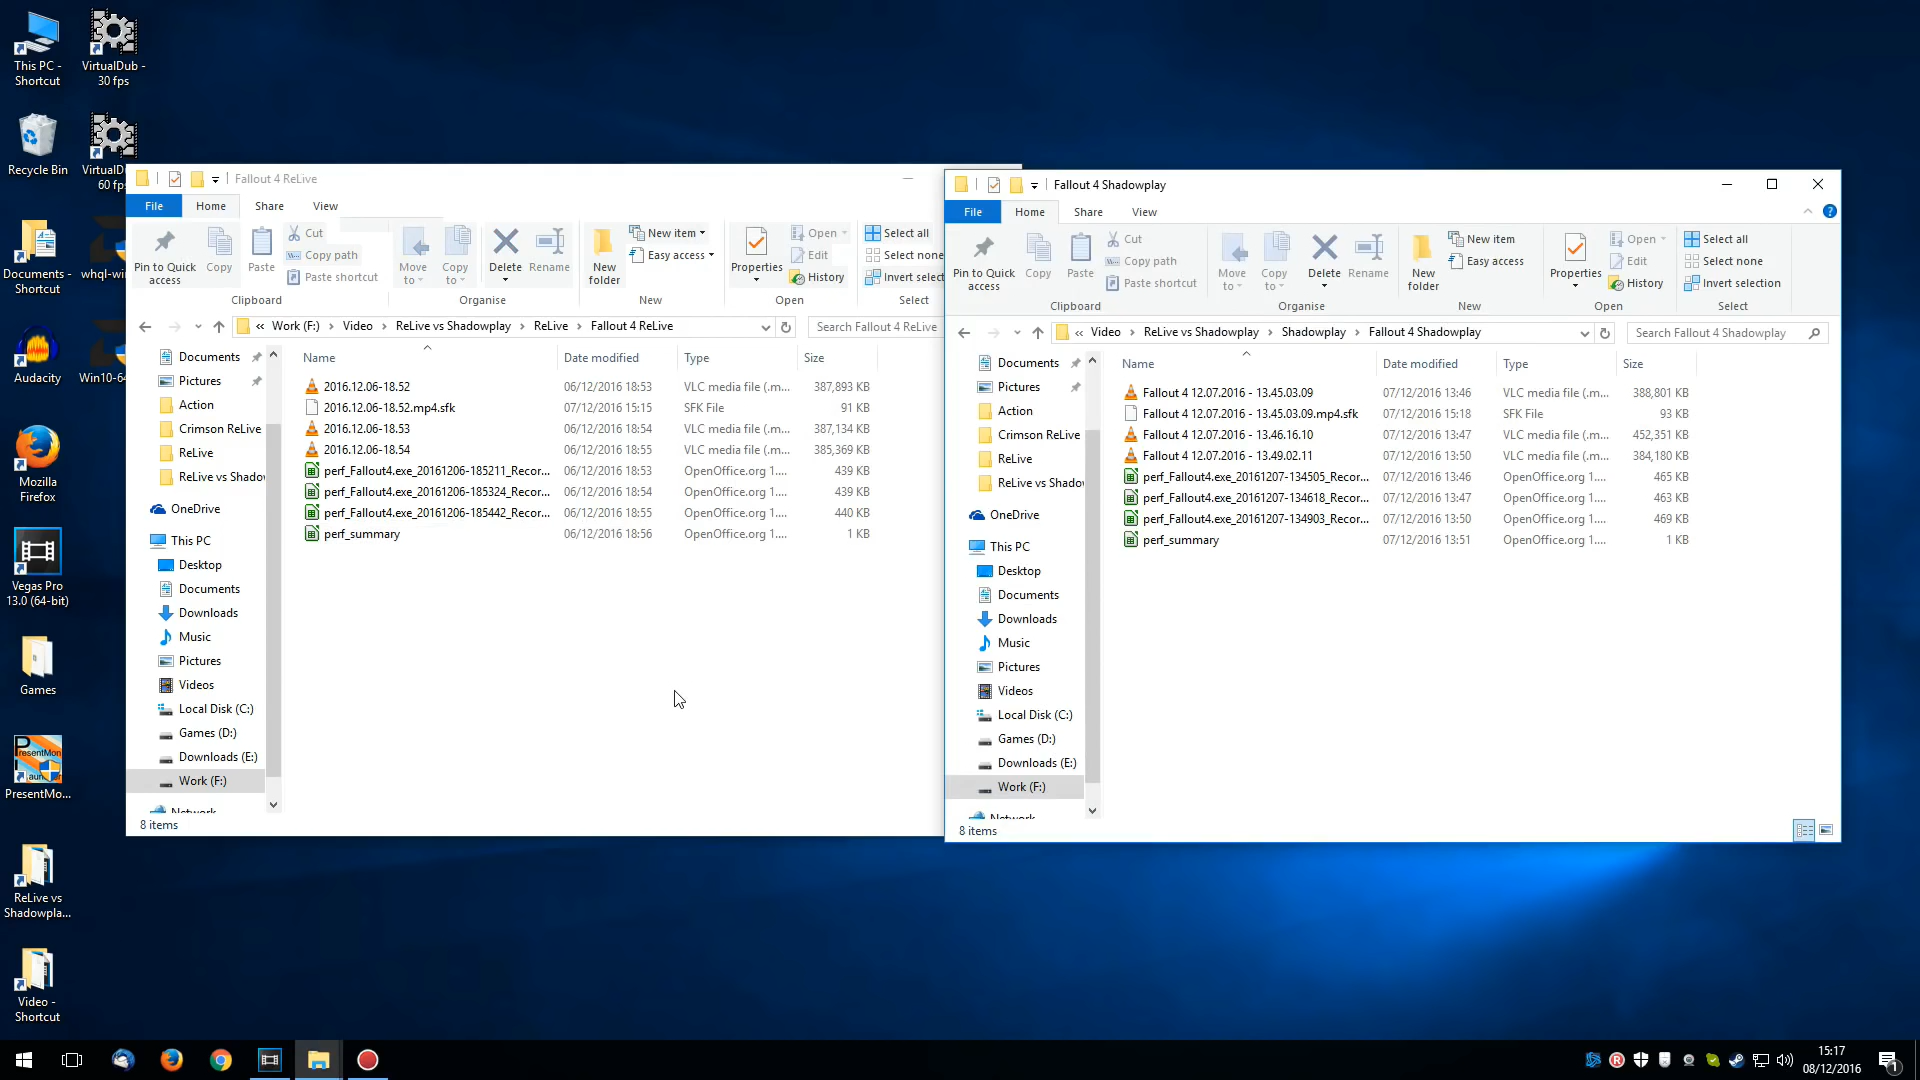 This PC -
Shortcut
VirtualDub -
30 fps
Recycle Bin
VirtualD
60 fp
Documents -
Shortcut
whql-wi
Audacity
Win10-64
Mozilla
Firefox
Vegas Pro
13.0 (64-bit)
Games
PresentMo...
ReLive vs
Shadowpla...
Video -
Shortcut
Fallout 4 ReLive
File Home Share View
Pin to Quick
access
Copy
Paste
Cut
Copy path
Paste shortcut
Clipboard
Move
to
Copy
to
Delete
Rename
Organise
New
folder
New item
Easy access
New
Properties
Open
Edit
History
Open
Select all
Select none
Invert select
Select
« Work (F:) > Video > ReLive vs Shadowplay > ReLive > Fallout 4 ReLive
Search Fallout 4 ReLive
Documents
Pictures
Action
Crimson ReLive
ReLive
ReLive vs Shado
OneDrive
This PC
Desktop
Documents
Downloads
Music
Pictures
Videos
Local Disk (C:)
Games (D:)
Downloads (E:)
Work (F:)
Network
Name Date modified Type Size
2016.12.06-18.52 06/12/2016 18:53 VLC media file (.m... 387,893 KB
2016.12.06-18.52.mp4.sfk 07/12/2016 15:15 SFK File 91 KB
2016.12.06-18.53 06/12/2016 18:54 VLC media file (.m... 387,134 KB
2016.12.06-18.54 06/12/2016 18:55 VLC media file (.m... 385,369 KB
perf_Fallout4.exe_20161206-185211_Recor... 06/12/2016 18:53 OpenOffice.org 1.... 439 KB
perf_Fallout4.exe_20161206-185324_Recor... 06/12/2016 18:54 OpenOffice.org 1.... 439 KB
perf_Fallout4.exe_20161206-185442_Recor... 06/12/2016 18:55 OpenOffice.org 1.... 440 KB
perf_summary 06/12/2016 18:56 OpenOffice.org 1.... 1 KB
8 items
Fallout 4 Shadowplay
File Home Share View
Pin to Quick
access
Copy
Paste
Cut
Copy path
Paste shortcut
Clipboard
Move
to
Copy
to
Delete
Rename
Organise
New
folder
New item
Easy access
New
Properties
Open
Edit
History
Open
Select all
Select none
Invert selection
Select
« Video > ReLive vs Shadowplay > Shadowplay > Fallout 4 Shadowplay
Search Fallout 4 Shadowplay
Documents
Pictures
Action
Crimson ReLive
ReLive
ReLive vs Shado
OneDrive
This PC
Desktop
Documents
Downloads
Music
Pictures
Videos
Local Disk (C:)
Games (D:)
Downloads (E:)
Work (F:)
Network
Name Date modified Type Size
Fallout 4 12.07.2016 - 13.45.03.09 07/12/2016 13:46 VLC media file (.m... 388,801 KB
Fallout 4 12.07.2016 - 13.45.03.09.mp4.sfk 07/12/2016 15:18 SFK File 93 KB
Fallout 4 12.07.2016 - 13.46.16.10 07/12/2016 13:47 VLC media file (.m... 452,351 KB
Fallout 4 12.07.2016 - 13.49.02.11 07/12/2016 13:50 VLC media file (.m... 384,180 KB
perf_Fallout4.exe_20161207-134505_Recor... 07/12/2016 13:46 OpenOffice.org 1.... 465 KB
perf_Fallout4.exe_20161207-134618_Recor... 07/12/2016 13:47 OpenOffice.org 1.... 463 KB
perf_Fallout4.exe_20161207-134903_Recor... 07/12/2016 13:50 OpenOffice.org 1.... 469 KB
perf_summary 07/12/2016 13:51 OpenOffice.org 1.... 1 KB
8 items
15:17
08/12/2016
1